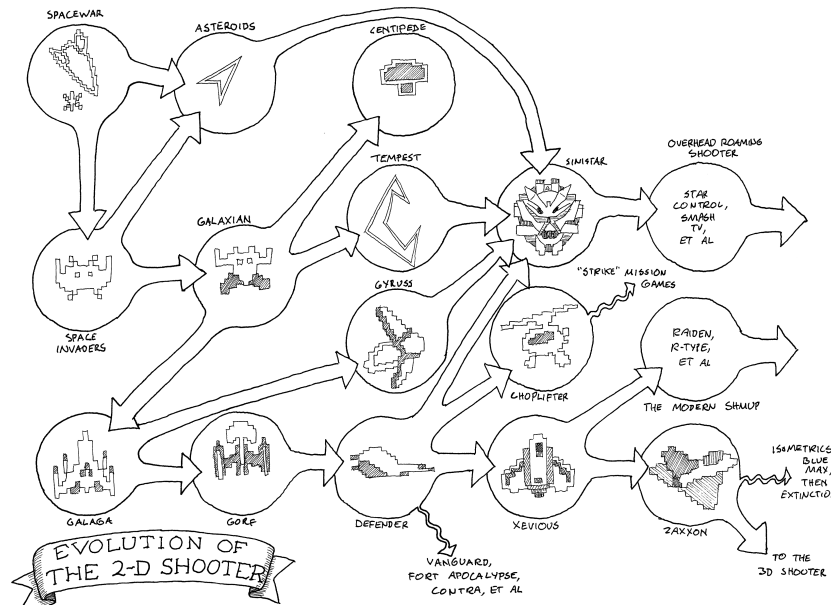 SPACEWAR
ASTEROIDS
CENTIPEDE
OVERHEAD ROAMING
SHOOTER
TEMPEST
SINISTAR
GALAXIAN
STAR
CONTROL,
SMASH
TV,
ET AL
SPACE
INVADERS
GYRUSS
"STRIKE" MISSION
GAMES
RAIDEN,
R-TYPE,
ET AL
CHOPLIFTER
THE MODERN SHMUP
ISOMETRICS
BLUE
MAX,
THEN
EXTINCTIO
GALAGA
GORF
DEFENDER
XEVIOUS
ZAXXON
EVOLUTION OF
THE 2-D SHOOTER
VANGUARD,
FORT APOCALYPSE,
CONTRA, ET AL
TO THE
3D SHOOTER